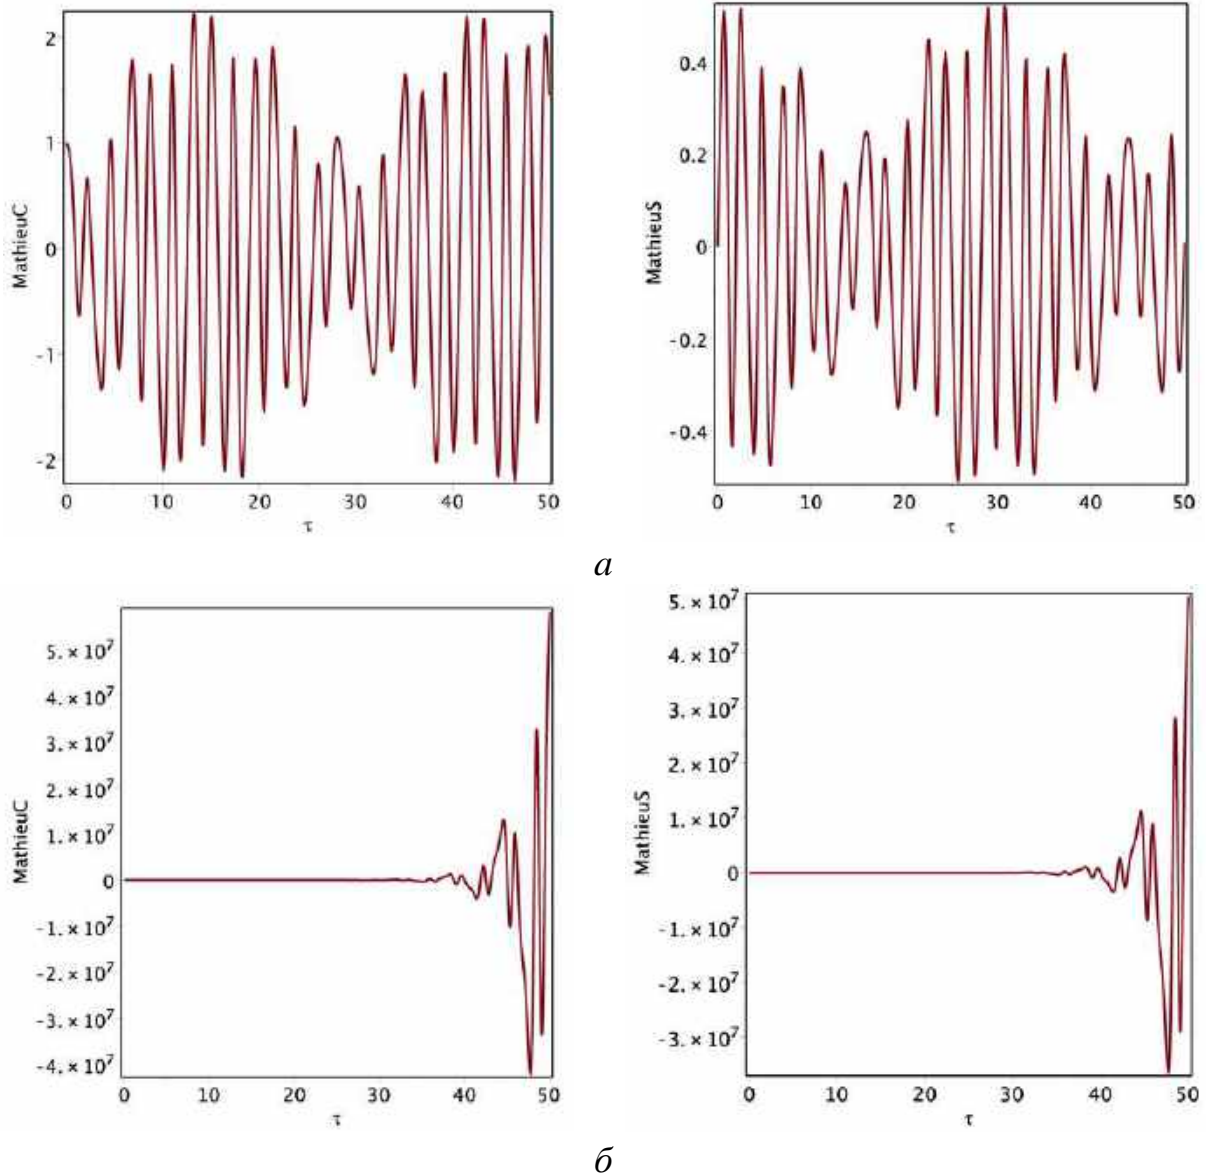 2
1
0
-1
-2
MathieuC
0 10 20 30 40 50
τ
0.4
0.2
0
-0.2
-0.4
MathieuS
0 10 20 30 40 50
τ
а
5. × 10⁷
4. × 10⁷
3. × 10⁷
2. × 10⁷
1. × 10⁷
0
-1. × 10⁷
-2. × 10⁷
-3. × 10⁷
-4. × 10⁷
MathieuC
0 10 20 30 40 50
τ
5. × 10⁷
4. × 10⁷
3. × 10⁷
2. × 10⁷
1. × 10⁷
0
-1. × 10⁷
-2. × 10⁷
-3. × 10⁷
MathieuS
0 10 20 30 40 50
τ
б